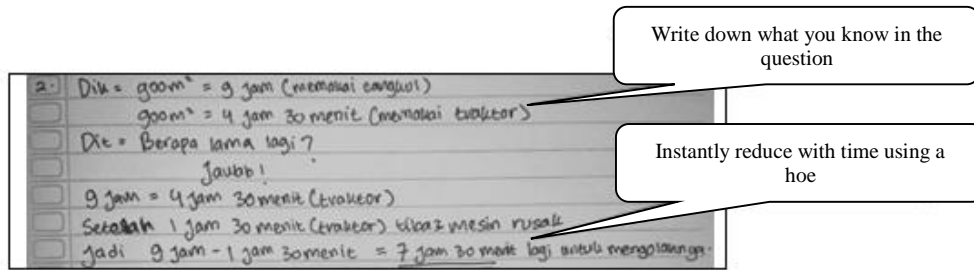 Write down what you know in the
question
2. Dik = 900m² = 9 jam (memakai cangkul)
900m² = 4 jam 30 menit (memakai traktor)
Dit = Berapa lama lagi?
Jawab!
9 jam = 4 jam 30 menit (traktor)
Instantly reduce with time using a
hoe
Setelah 1 jam 30 menit (traktor) tiba2 mesin rusak
Jadi 9 jam - 1 jam 30 menit = 7 jam 30 menit lagi untuk mengolahnya.